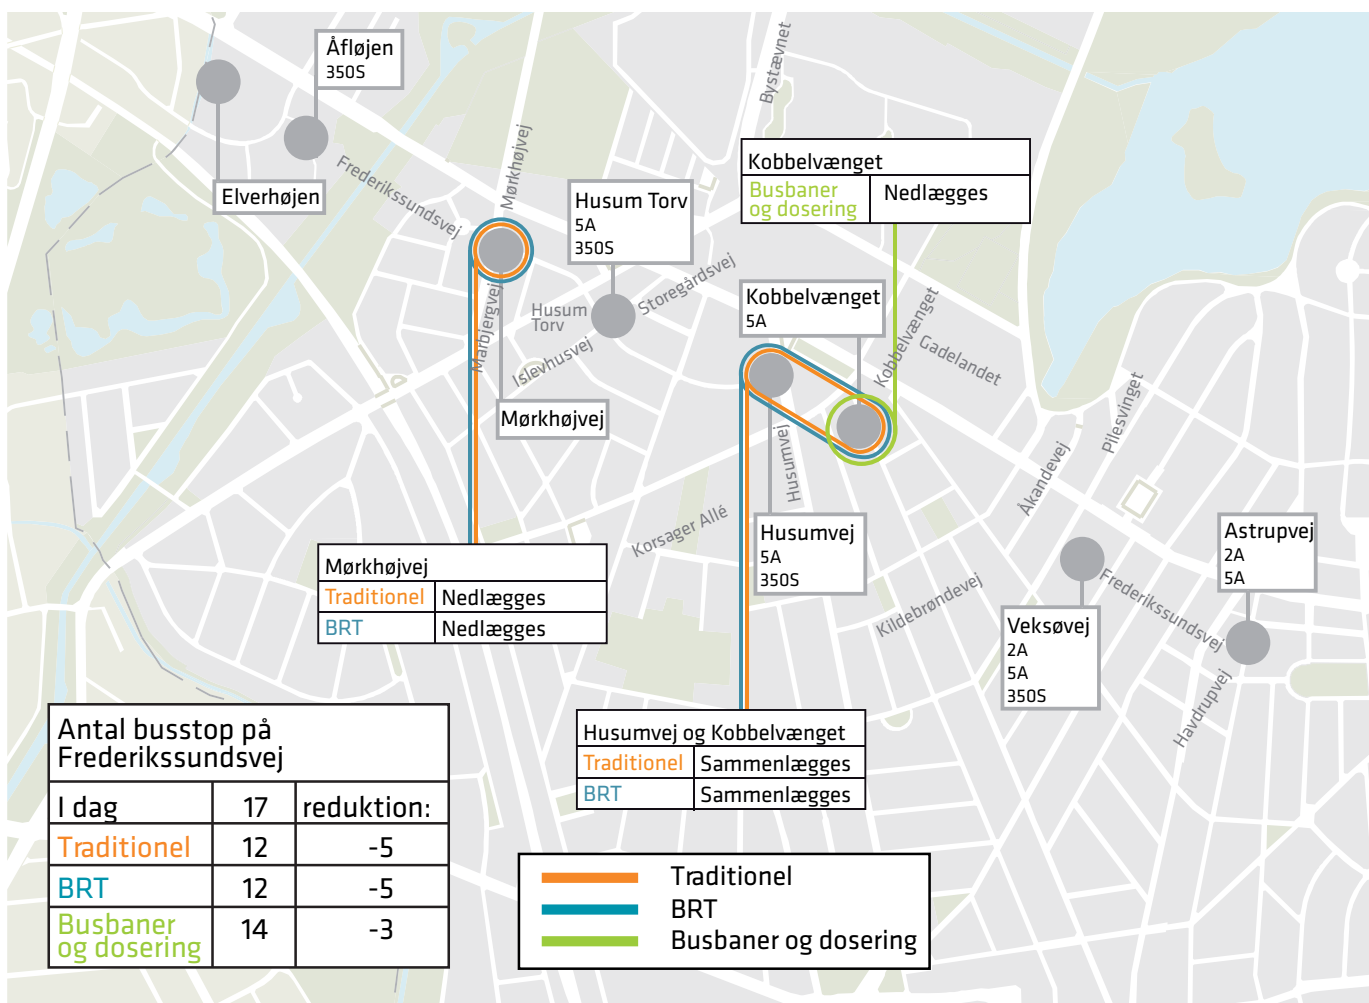 Åfløjen
350S
Elverhøjen
Frederikssundsvej
Mørkhøjvej
Bystævnet
Husum Torv
5A
350S
Kobbelvænget
Busbaner
og dosering
Nedlægges
Storegårdsvej
Husum
Torv
Marbjergvej
Islevhusvej
Mørkhøjvej
Kobbelvænget
5A
Kobbelvænget
Gadelandet
Husumvej
Korsager Allé
Husumvej
5A
350S
Åkandevej
Pilesvinget
Kildebrøndevej
Frederikssundsvej
Astrupvej
2A
5A
Veksøvej
2A
5A
350S
Havdrupvej
Mørkhøjvej
Traditionel Nedlægges
BRT Nedlægges
Husumvej og Kobbelvænget
Traditionel Sammenlægges
BRT Sammenlægges
Antal busstop på
Frederikssundsvej
I dag 17 reduktion:
Traditionel 12 -5
BRT 12 -5
Busbaner
og dosering 14 -3
Traditionel
BRT
Busbaner og dosering